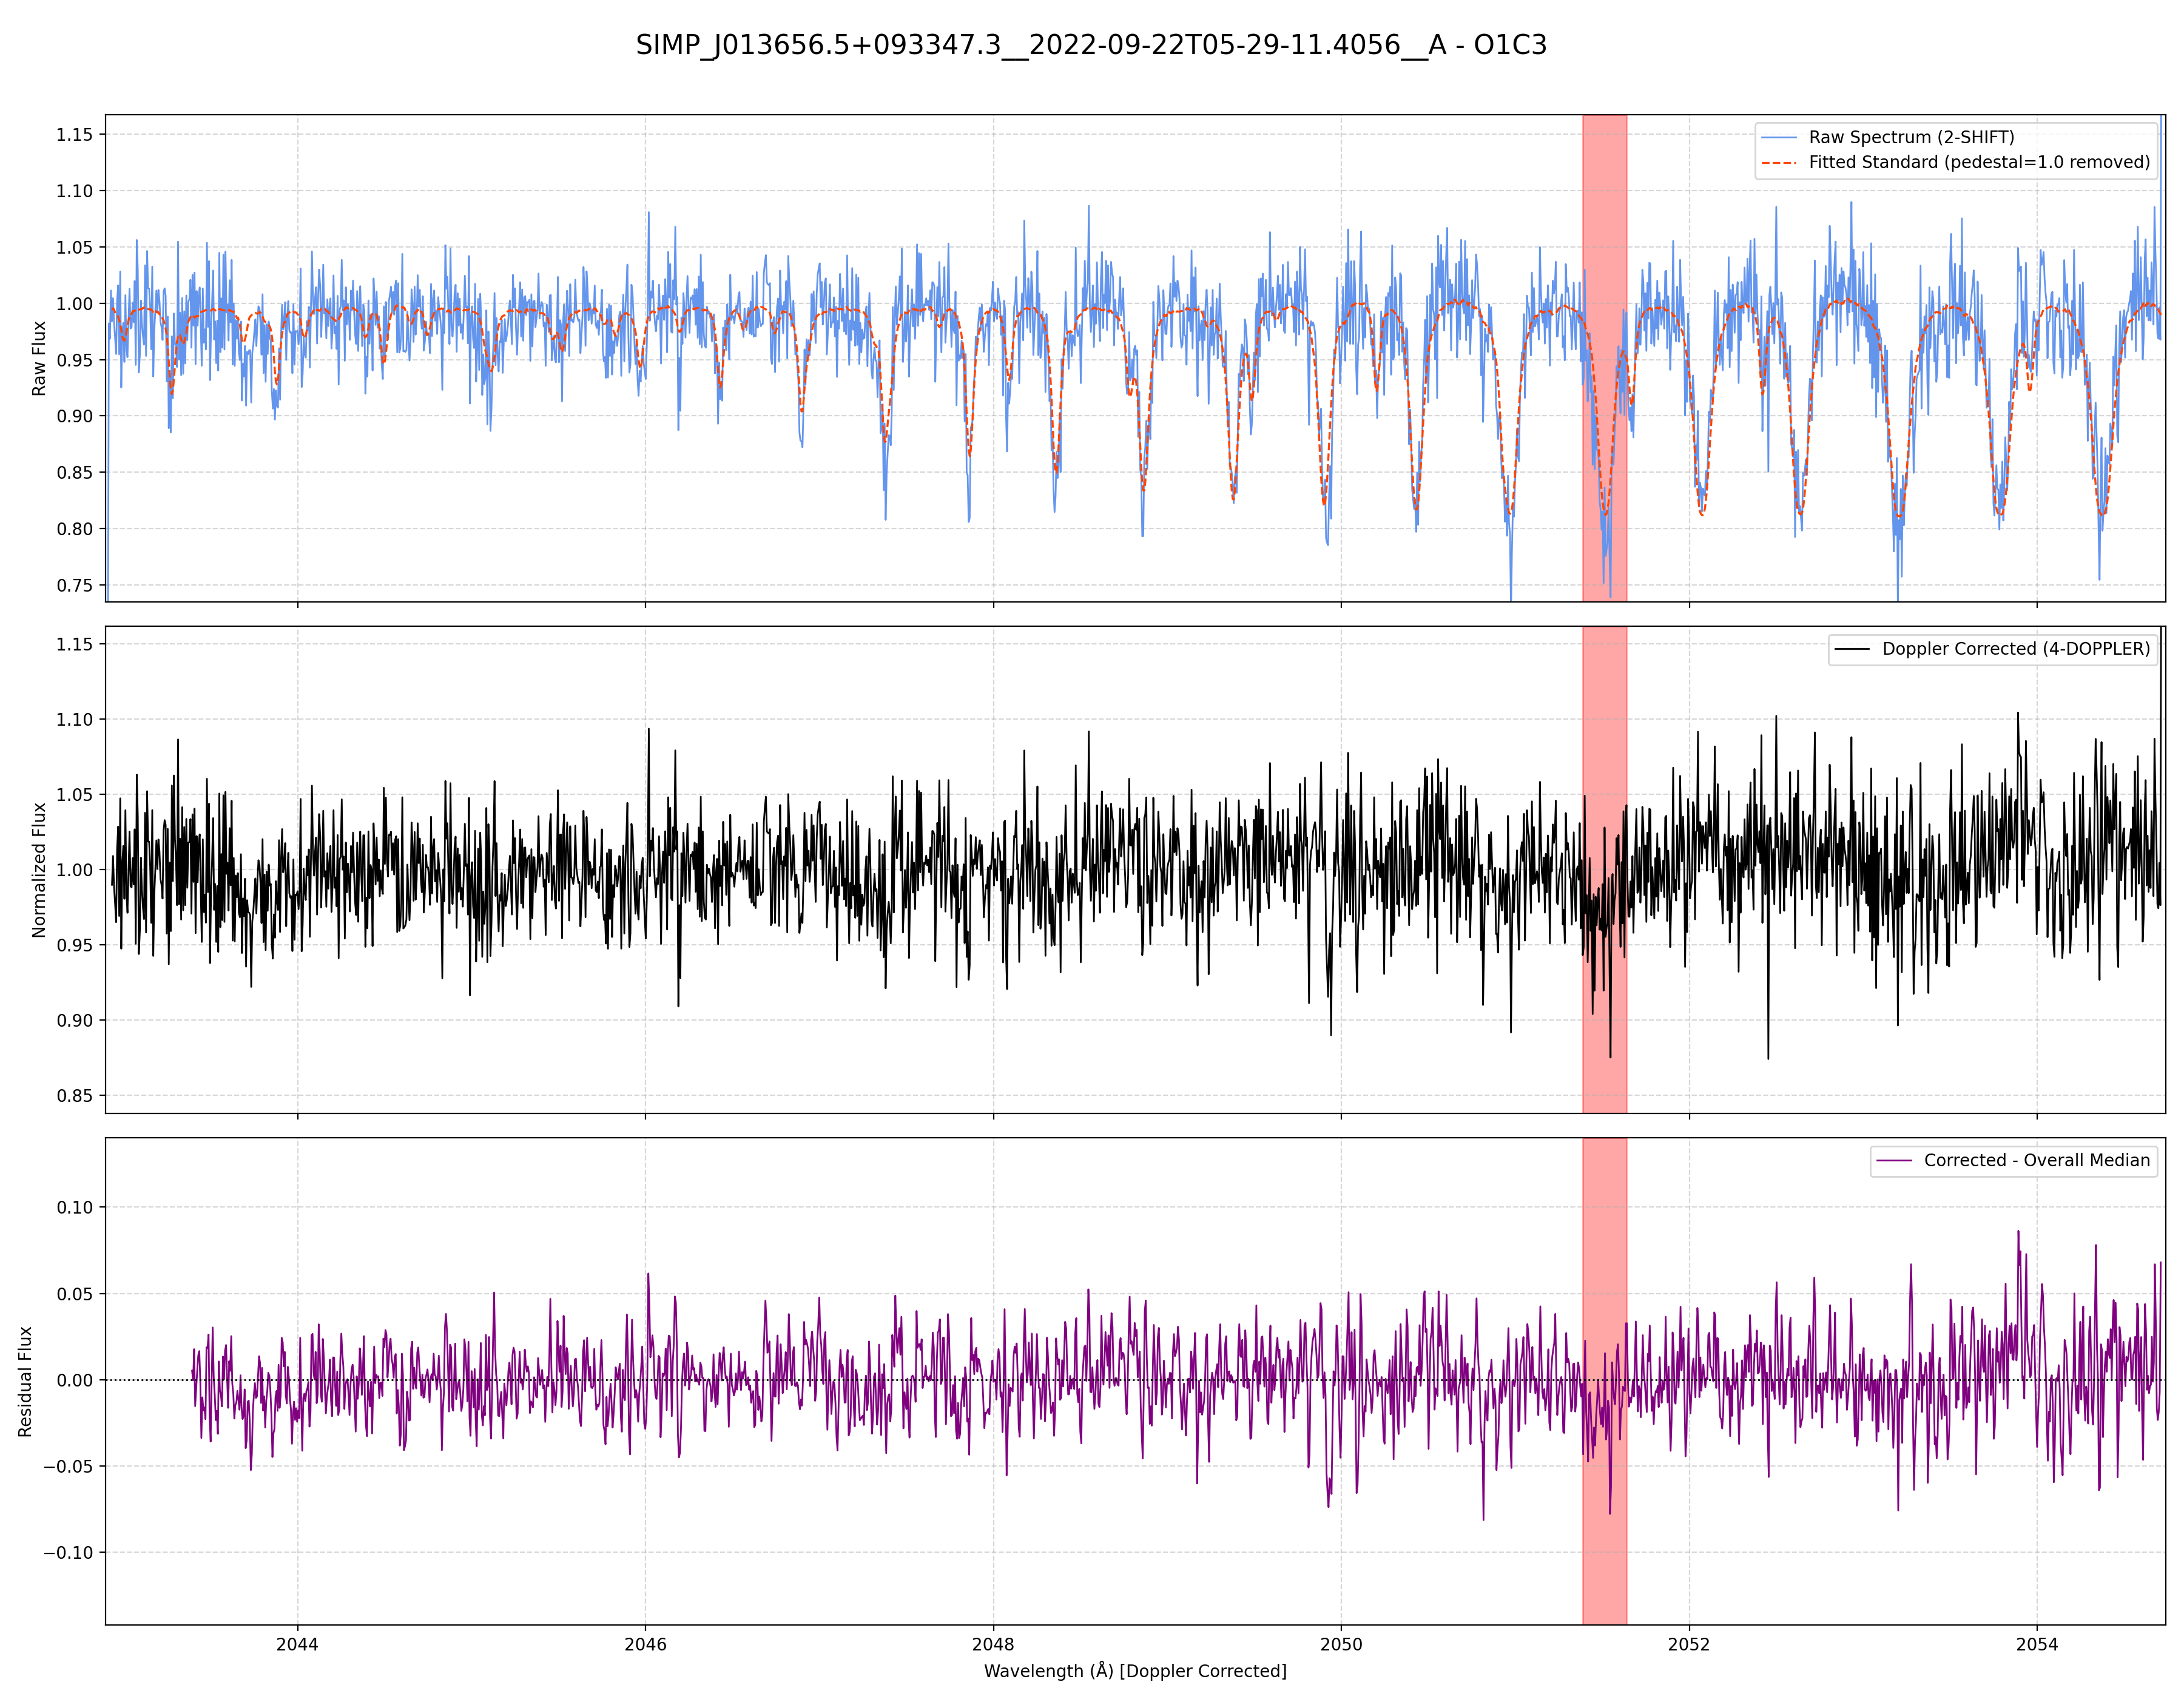 SIMP_J013656.5+093347.3__2022-09-22T05-29-11.4056__A - O1C3
1.15
1.10
1.05
1.00
0.95
0.90
0.85
0.80
0.75
Raw Flux
Raw Spectrum (2-SHIFT)
Fitted Standard (pedestal=1.0 removed)
1.15
1.10
1.05
1.00
0.95
0.90
0.85
Normalized Flux
Doppler Corrected (4-DOPPLER)
0.10
0.05
0.00
−0.05
−0.10
Residual Flux
Corrected - Overall Median
2044 2046 2048 2050 2052 2054
Wavelength (Å) [Doppler Corrected]